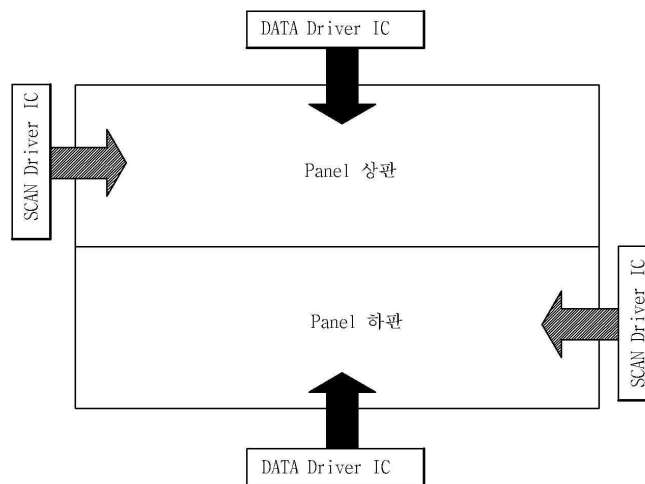 DATA Driver IC
SCAN Driver IC
Panel 상판
Panel 하판
SCAN Driver IC
DATA Driver IC